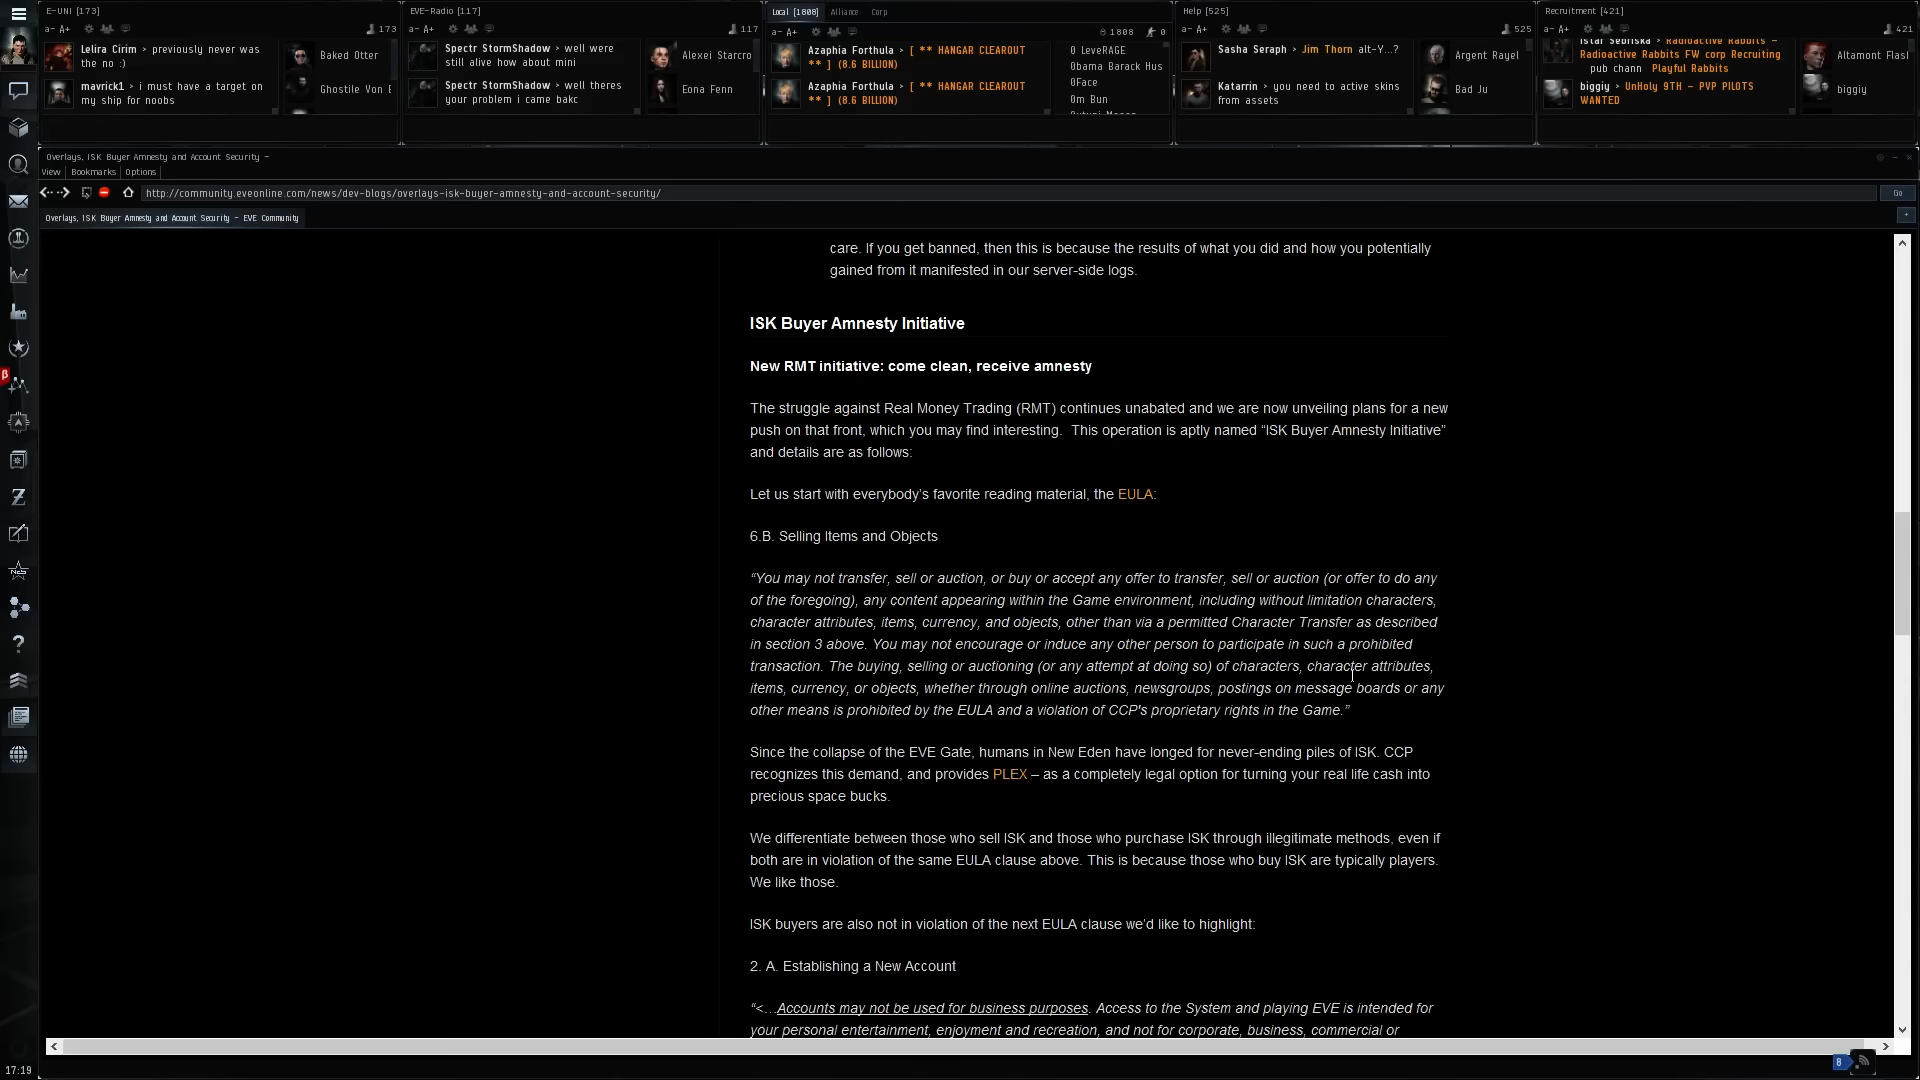 E-UNI [173]
a- A+
173
Lelira Cirim > previously never was
the no :)
mavrick1 > i must have a target on
my ship for noobs
Baked Otter
Ghostile Von E
EVE-Radio [117]
a- A+
117
Spectr StormShadow > well were
still alive how about mini
Spectr StormShadow > well theres
your problem i came bakc
Alexei Starcro
Eona Fenn
Local [1808] Alliance Corp
a- A+
1808 0
Azaphia Forthula > [ ** HANGAR CLEAROUT
** ] (8.6 BILLION)
Azaphia Forthula > [ ** HANGAR CLEAROUT
** ] (8.6 BILLION)
0 LeveRAGE
0bama Barack Hus
0Face
0m Bun
Help [525]
a- A+
525
Sasha Seraph > Jim Thorn alt-Y...?
Katarrin > you need to active skins
from assets
Argent Rayel
Bad Ju
Recruitment [421]
a- A+
421
Istar Sebriska > Radioactive Rabbits -
Radioactive Rabbits FW corp Recruiting
pub chann Playful Rabbits
biggiy > UnHoly 9TH - PVP PILOTS
WANTED
Altamont Flasl
biggiy
Overlays, ISK Buyer Amnesty and Account Security -
View Bookmarks Options
http://community.eveonline.com/news/dev-blogs/overlays-isk-buyer-amnesty-and-account-security/
Go
Overlays, ISK Buyer Amnesty and Account Security - EVE Community
care. If you get banned, then this is because the results of what you did and how you potentially
gained from it manifested in our server-side logs.
ISK Buyer Amnesty Initiative
New RMT initiative: come clean, receive amnesty
The struggle against Real Money Trading (RMT) continues unabated and we are now unveiling plans for a new
push on that front, which you may find interesting.  This operation is aptly named “ISK Buyer Amnesty Initiative”
and details are as follows:
Let us start with everybody’s favorite reading material, the EULA:
6.B. Selling Items and Objects
“You may not transfer, sell or auction, or buy or accept any offer to transfer, sell or auction (or offer to do any
of the foregoing), any content appearing within the Game environment, including without limitation characters,
character attributes, items, currency, and objects, other than via a permitted Character Transfer as described
in section 3 above. You may not encourage or induce any other person to participate in such a prohibited
transaction. The buying, selling or auctioning (or any attempt at doing so) of characters, character attributes,
items, currency, or objects, whether through online auctions, newsgroups, postings on message boards or any
other means is prohibited by the EULA and a violation of CCP's proprietary rights in the Game.”
Since the collapse of the EVE Gate, humans in New Eden have longed for never-ending piles of ISK. CCP
recognizes this demand, and provides PLEX – as a completely legal option for turning your real life cash into
precious space bucks.
We differentiate between those who sell ISK and those who purchase ISK through illegitimate methods, even if
both are in violation of the same EULA clause above. This is because those who buy ISK are typically players.
We like those.
ISK buyers are also not in violation of the next EULA clause we’d like to highlight:
2. A. Establishing a New Account
“<…Accounts may not be used for business purposes. Access to the System and playing EVE is intended for
your personal entertainment, enjoyment and recreation, and not for corporate, business, commercial or
17:19
8